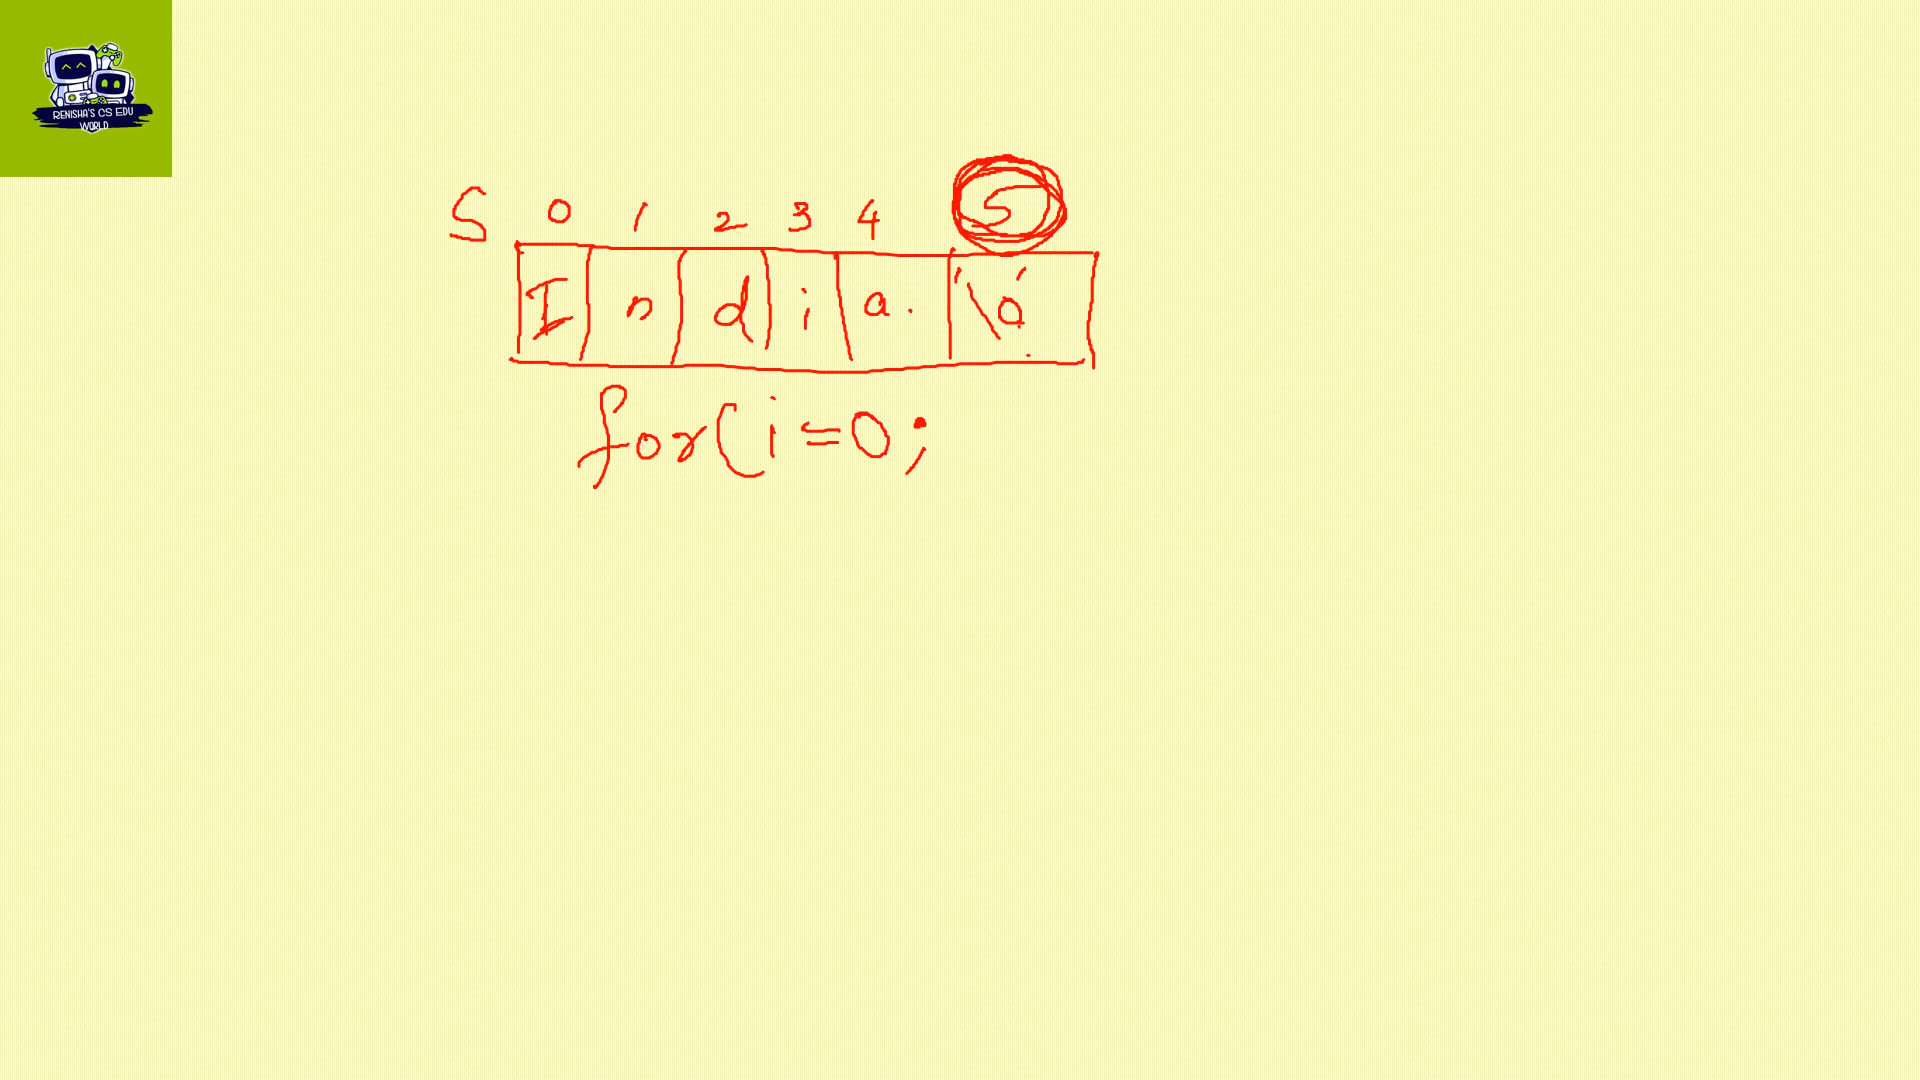 RENISHA'S CS EDU
WORLD
S 0 1 2 3 4 5
I n d i a. '\0'
for(i=0;